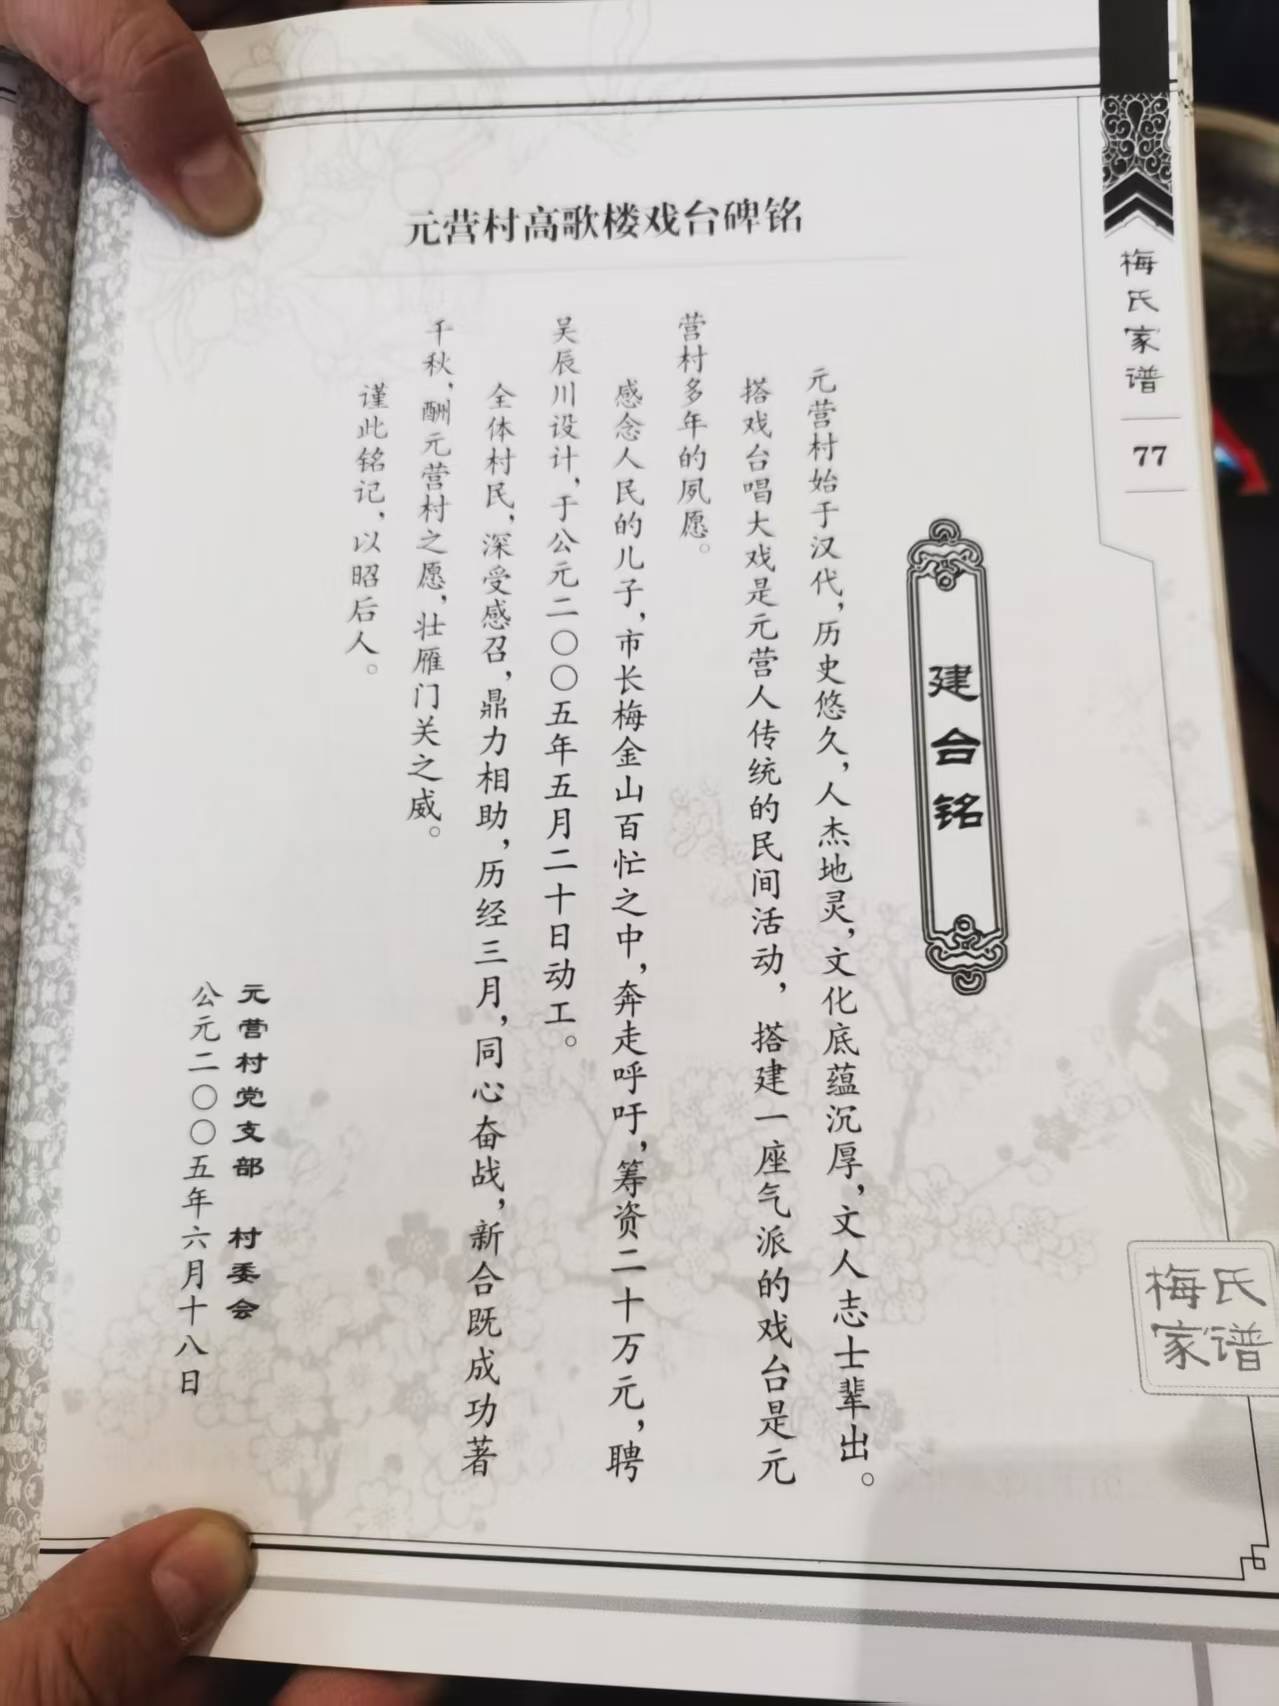 元营村高歌楼戏台碑铭
建台铭
元营村始于汉代，历史悠久，人杰地灵，文化底蕴沉厚，文人志士辈出。
搭戏台唱大戏是元营人传统的民间活动，搭建一座气派的戏台是元
营村多年的夙愿。
感念人民的儿子，市长梅金山百忙之中，奔走呼吁，筹资二十万元，聘
吴辰川设计，于公元二〇〇五年五月二十日动工。
全体村民，深受感召，鼎力相助，历经三月，同心奋战，新合既成功著
千秋，酬元营村之愿，壮雁门关之威。
谨此铭记，以昭后人。
元营村党支部 村委会
公元二〇〇五年六月十八日
梅氏家谱
77
梅氏
家谱